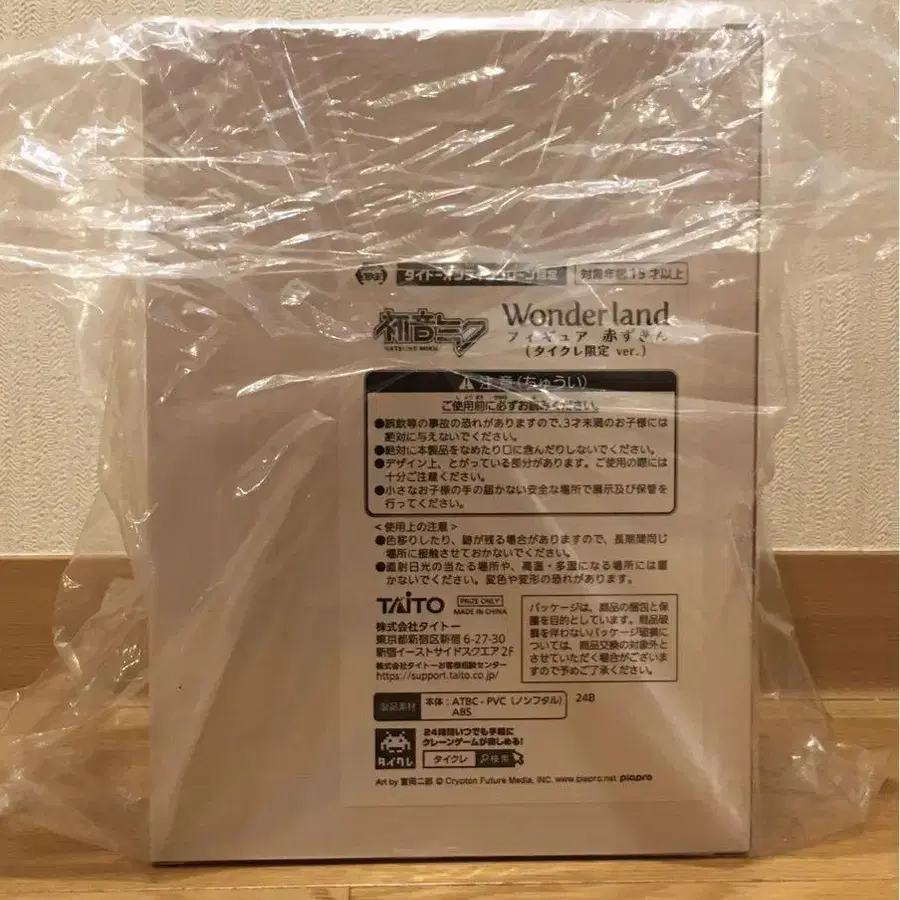 タイトーオンラインクレーン限定
対象年齢15才以上
初音ミク
HATSUNE MIKU
Wonderland
フィギュア 赤ずきん
(タイクレ限定 ver.)
注意(ちゅうい)
ご使用前に必ずお読みください。
●誤飲等の事故の恐れがありますので、3才未満のお子様には
絶対に与えないでください。
●絶対に本製品をなめたり口に含んだりしないでください。
●デザイン上、とがっている部分があります。ご使用の際には
十分ご注意ください。
●小さなお子様の手の届かない安全な場所で展示及び保管を
行ってください。
<使用上の注意>
●色移りしたり、跡が残る場合がありますので、長期間同じ
場所に接触させておかないでください。
●直射日光の当たる場所や、高温・多湿になる場所には置
かないでください。変色や変形の恐れがあります。
TAITO
PRIZE ONLY
MADE IN CHINA
株式会社タイトー
東京都新宿区新宿 6-27-30
新宿イーストサイドスクエア 2F
株式会社タイトーお客様相談センター
https://support.taito.co.jp/
パッケージは、商品の梱包と保
護を目的としています。商品破
損を伴わないパッケージ破損に
ついては、商品交換の対象外と
させていただく場合がございま
すので予めご了承ください。
製品素材
本体:ATBC-PVC(ノンフタル)
ABS
24B
24時間いつでも手軽に
クレーンゲームが楽しめる!
タイクレ
タイクレ 検索
Art by 富岡二郎 © Crypton Future Media, INC. www.piapro.net piapro